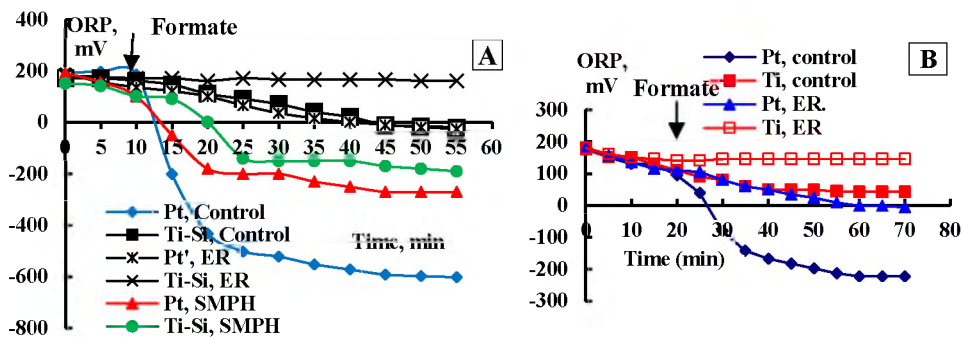 ORP, mV
Formate
A
400
200
0
-200
-400
-600
-800
0 5 10 15 20 25 30 35 40 45 50 55 60
Time, min
Pt, Control
Ti-Si, Control
Pt', ER
Ti-Si, ER
Pt, SMPH
Ti-Si, SMPH
ORP, mV
Formate
B
Pt, control
Ti, control
Pt, ER.
Ti, ER
300
200
100
0
-100
-200
-300
0 10 20 30 40 50 60 70 80
Time (min)